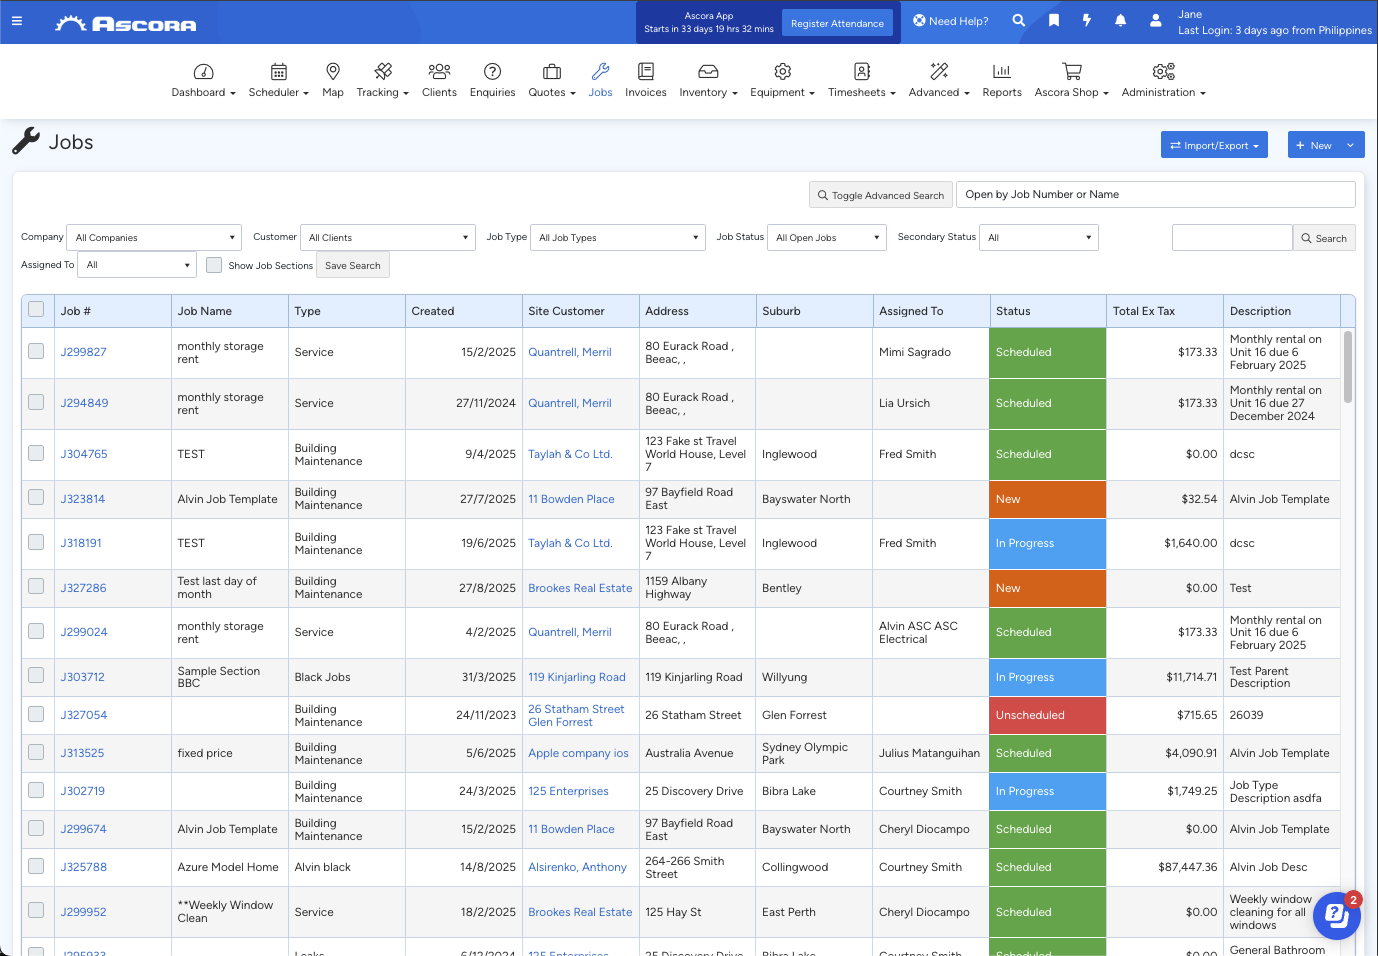 Ascora
Ascora App
Starts in 33 days 19 hrs 32 mins
Register Attendance
Need Help?
Jane
Last Login: 3 days ago from Philippines
Dashboard
Scheduler
Map
Tracking
Clients
Enquiries
Quotes
Jobs
Invoices
Inventory
Equipment
Timesheets
Advanced
Reports
Ascora Shop
Administration
Jobs
Import/Export
New
Toggle Advanced Search
Open by Job Number or Name
Company All Companies Customer All Clients Job Type All Job Types Job Status All Open Jobs Secondary Status All Search
Assigned To All Show Job Sections Save Search
Job # Job Name Type Created Site Customer Address Suburb Assigned To Status Total Ex Tax Description
J299827
monthly storage
rent
Service
15/2/2025
Quantrell, Merril
80 Eurack Road ,
Beeac, ,
Mimi Sagrado
Scheduled
$173.33
Monthly rental on
Unit 16 due 6
February 2025
J294849
monthly storage
rent
Service
27/11/2024
Quantrell, Merril
80 Eurack Road ,
Beeac, ,
Lia Ursich
Scheduled
$173.33
Monthly rental on
Unit 16 due 27
December 2024
J304765
TEST
Building
Maintenance
9/4/2025
Taylah & Co Ltd.
123 Fake st Travel
World House, Level
7
Inglewood
Fred Smith
Scheduled
$0.00
dcsc
J323814
Alvin Job Template
Building
Maintenance
27/7/2025
11 Bowden Place
97 Bayfield Road
East
Bayswater North
New
$32.54
Alvin Job Template
J318191
TEST
Building
Maintenance
19/6/2025
Taylah & Co Ltd.
123 Fake st Travel
World House, Level
7
Inglewood
Fred Smith
In Progress
$1,640.00
dcsc
J327286
Test last day of
month
Building
Maintenance
27/8/2025
Brookes Real Estate
1159 Albany
Highway
Bentley
New
$0.00
Test
J299024
monthly storage
rent
Service
4/2/2025
Quantrell, Merril
80 Eurack Road ,
Beeac, ,
Alvin ASC ASC
Electrical
Scheduled
$173.33
Monthly rental on
Unit 16 due 6
February 2025
J303712
Sample Section
BBC
Black Jobs
31/3/2025
119 Kinjarling Road
119 Kinjarling Road
Willyung
In Progress
$11,714.71
Test Parent
Description
J327054
Building
Maintenance
24/11/2023
26 Statham Street
Glen Forrest
26 Statham Street
Glen Forrest
Unscheduled
$715.65
26039
J313525
fixed price
Building
Maintenance
5/6/2025
Apple company ios
Australia Avenue
Sydney Olympic
Park
Julius Matanguihan
Scheduled
$4,090.91
Alvin Job Template
J302719
Building
Maintenance
24/3/2025
125 Enterprises
25 Discovery Drive
Bibra Lake
Courtney Smith
In Progress
$1,749.25
Job Type
Description asdfa
J299674
Alvin Job Template
Building
Maintenance
15/2/2025
11 Bowden Place
97 Bayfield Road
East
Bayswater North
Cheryl Diocampo
Scheduled
$0.00
Alvin Job Template
J325788
Azure Model Home
Alvin black
14/8/2025
Alsirenko, Anthony
264-266 Smith
Street
Collingwood
Courtney Smith
Scheduled
$87,447.36
Alvin Job Desc
J299952
**Weekly Window
Clean
Service
18/2/2025
Brookes Real Estate
125 Hay St
East Perth
Cheryl Diocampo
Scheduled
$0.00
Weekly window
cleaning for all
windows
2
J295933
Leaks
6/12/2024
125 Enterprises
25 Discovery Drive
Bibra Lake
Courtney Smith
Scheduled
General Bathroom